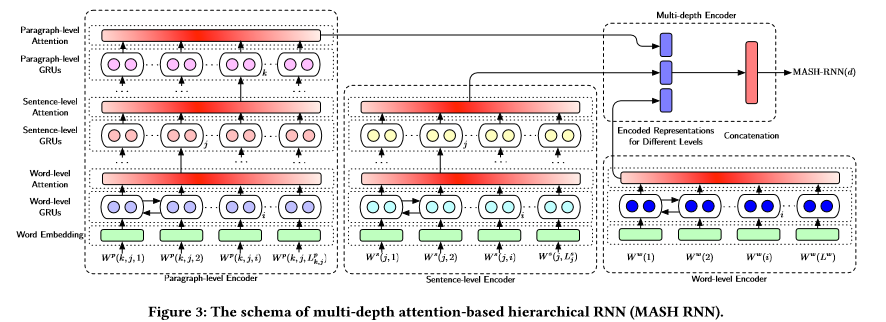 Paragraph-level
Attention
Paragraph-level
GRUs
Sentence-level
Attention
Sentence-level
GRUs
Word-level
Attention
Word-level
GRUs
Word Embedding
k
j
i
W^p(k, j, 1)
W^p(k, j, 2)
W^p(k, j, i)
W^p(k, j, L^p_{k,j})
Paragraph-level Encoder
j
i
W^s(j, 1)
W^s(j, 2)
W^s(j, i)
W^s(j, L^s_j)
Sentence-level Encoder
Multi-depth Encoder
MASH-RNN(d)
Encoded Representations
for Different Levels
Concatenation
i
W^w(1)
W^w(2)
W^w(i)
W^w(L^w)
Word-level Encoder
Figure 3: The schema of multi-depth attention-based hierarchical RNN (MASH RNN).